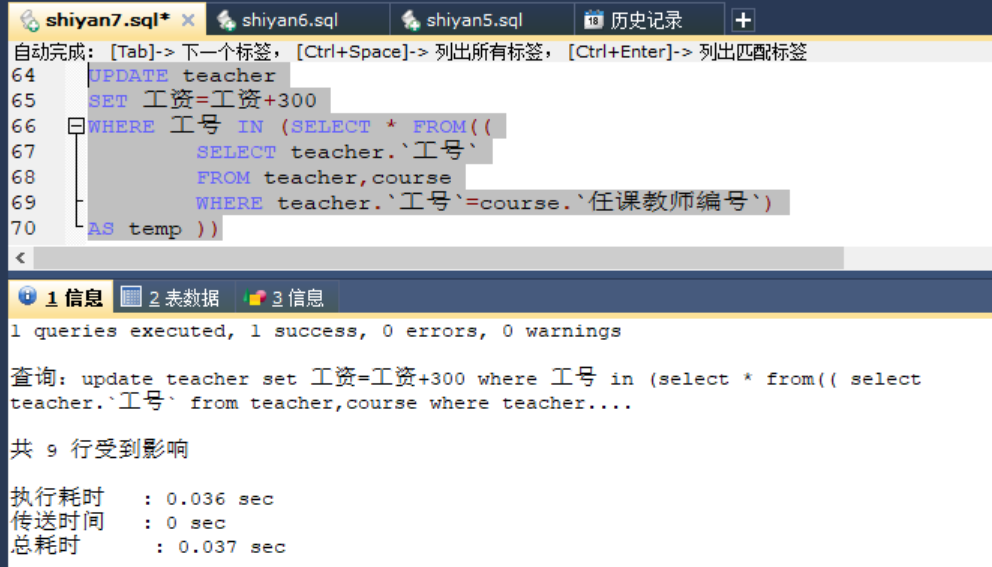 shiyan7.sql* × shiyan6.sql shiyan5.sql 18 历史记录 +
自动完成: [Tab]-> 下一个标签, [Ctrl+Space]-> 列出所有标签, [Ctrl+Enter]-> 列出匹配标签
64 UPDATE teacher
65 SET 工资=工资+300
66 WHERE 工号 IN (SELECT * FROM((
67 SELECT teacher.`工号`
68 FROM teacher,course
69 WHERE teacher.`工号`=course.`任课教师编号`)
70 AS temp ))
1 信息 2 表数据 3 信息
1 queries executed, 1 success, 0 errors, 0 warnings
查询: update teacher set 工资=工资+300 where 工号 in (select * from(( select
teacher.`工号` from teacher,course where teacher....
共 9 行受到影响
执行耗时 : 0.036 sec
传送时间 : 0 sec
总耗时 : 0.037 sec